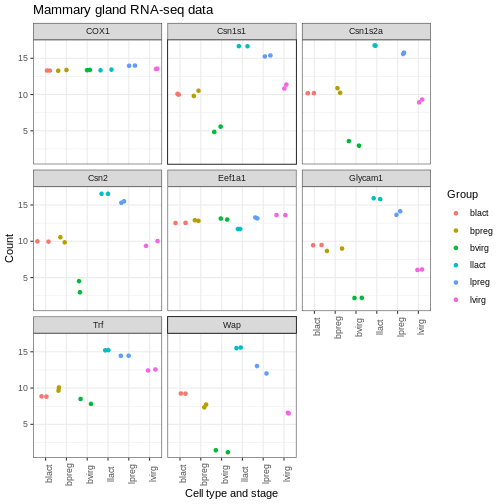 Mammary gland RNA-seq data
COX1 Csn1s1 Csn1s2a
15
10
5
Csn2 Eef1a1 Glycam1
15
10
5
Trf Wap
15
10
5
blact bpreg bvirg llact lpreg lvirg
blact bpreg bvirg llact lpreg lvirg blact bpreg bvirg llact lpreg lvirg
Count
Cell type and stage
Group
blact
bpreg
bvirg
llact
lpreg
lvirg